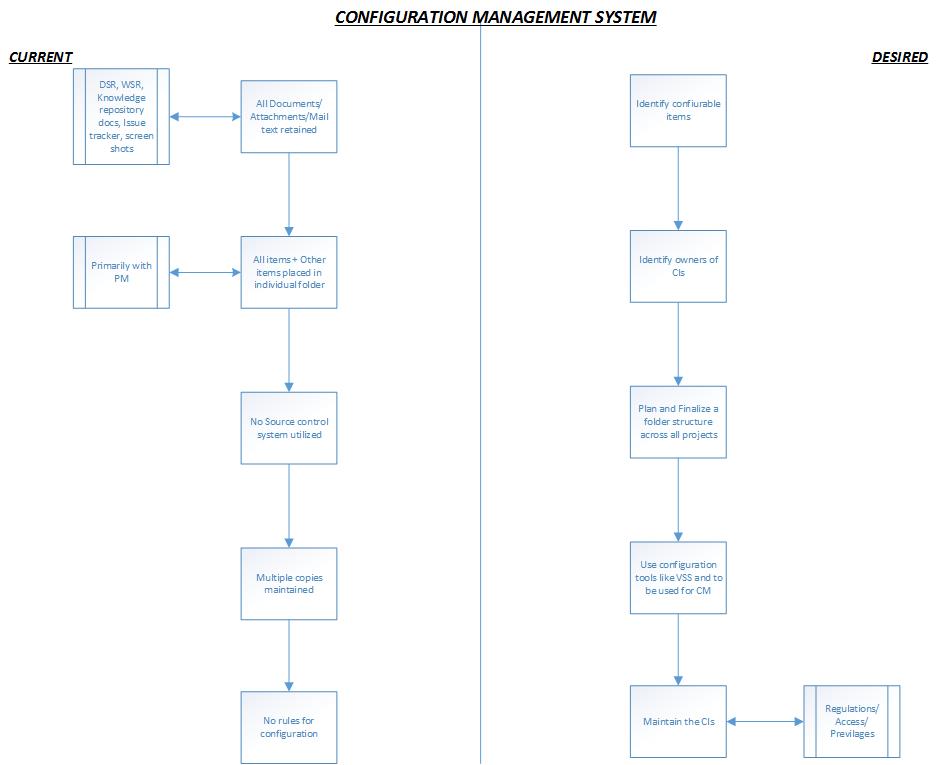 CONFIGURATION MANAGEMENT SYSTEM
CURRENT
DSR, WSR,
Knowledge
repository
docs, Issue
tracker, screen
shots
All Documents/
Attachments/Mail
text retained
Primarily with
PM
All items + Other
items placed in
individual folder
No Source control
system utilized
Multiple copies
maintained
No rules for
configuration
DESIRED
Identify confiurable
items
Identify owners of
CIs
Plan and Finalize a
folder structure
across all projects
Use configuration
tools like VSS and to
be used for CM
Maintain the CIs
Regulations/
Access/
Previlages